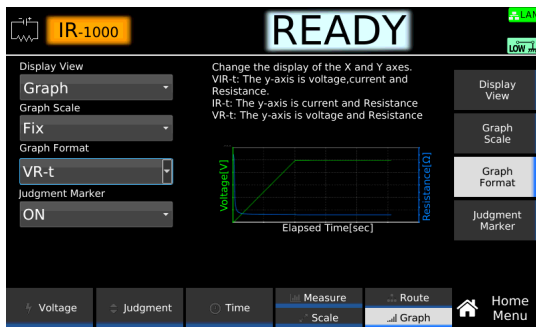 IR-1000
READY
LAN
LOW
Display View
Graph
Graph Scale
Fix
Graph Format
VR-t
Judgment Marker
ON
Change the display of the X and Y axes.
VIR-t: The y-axis is voltage,current and
Resistance.
IR-t: The y-axis is current and Resistance
VR-t: The y-axis is voltage and Resistance
Voltage[V]
Resistance[Ω]
Elapsed Time[sec]
Display
View
Graph
Scale
Graph
Format
Judgment
Marker
Voltage
Judgment
Time
Measure
Scale
Route
Graph
Home
Menu